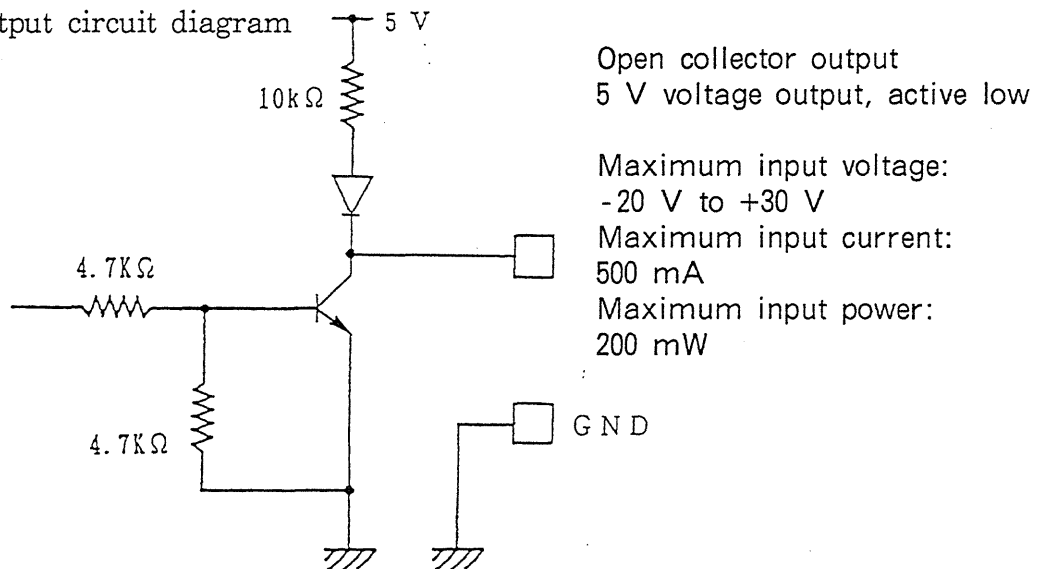 tput circuit diagram
5 V
10kΩ
4.7KΩ
4.7KΩ
GND
Open collector output
5 V voltage output, active low
Maximum input voltage:
-20 V to +30 V
Maximum input current:
500 mA
Maximum input power:
200 mW